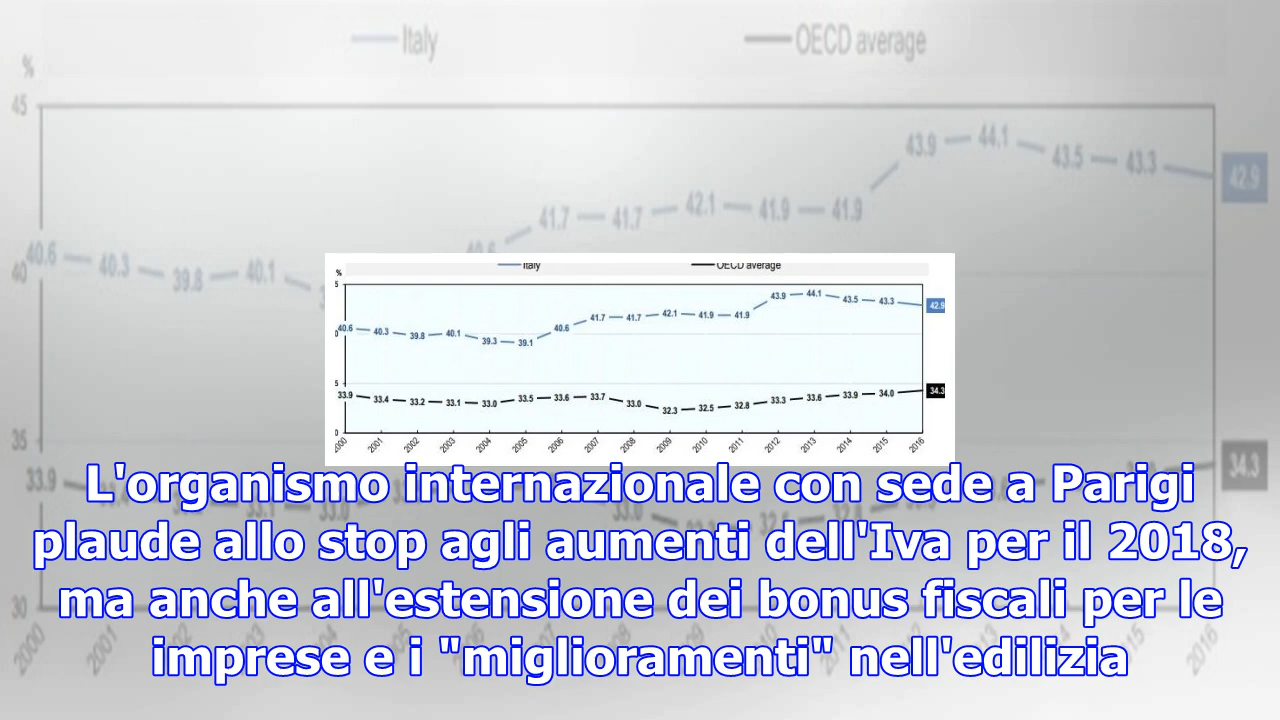 Italy OECD average
%
45
43.9 44.1 43.5 43.3 42.9
41.7 41.7 42.1 41.9 41.9
40.6 40.3 39.8 40.1 40.6
40
Italy OECD average
%
5
43.9 44.1 43.5 43.3 42.9
41.7 41.7 42.1 41.9 41.9
40.6 40.3 39.8 40.1 39.3 39.1 40.6
0
5
33.9 33.4 33.2 33.1 33.0 33.5 33.6 33.7 33.0 32.3 32.5 32.8 33.3 33.6 33.9 34.0 34.3
0
2000 2001 2002 2003 2004 2005 2006 2007 2008 2009 2010 2011 2012 2013 2014 2015 2016
35
33.9 34.3
L'organismo internazionale con sede a Parigi
plaude allo stop agli aumenti dell'Iva per il 2018,
ma anche all'estensione dei bonus fiscali per le
imprese e i "miglioramenti" nell'edilizia
30
2000 2001 2016